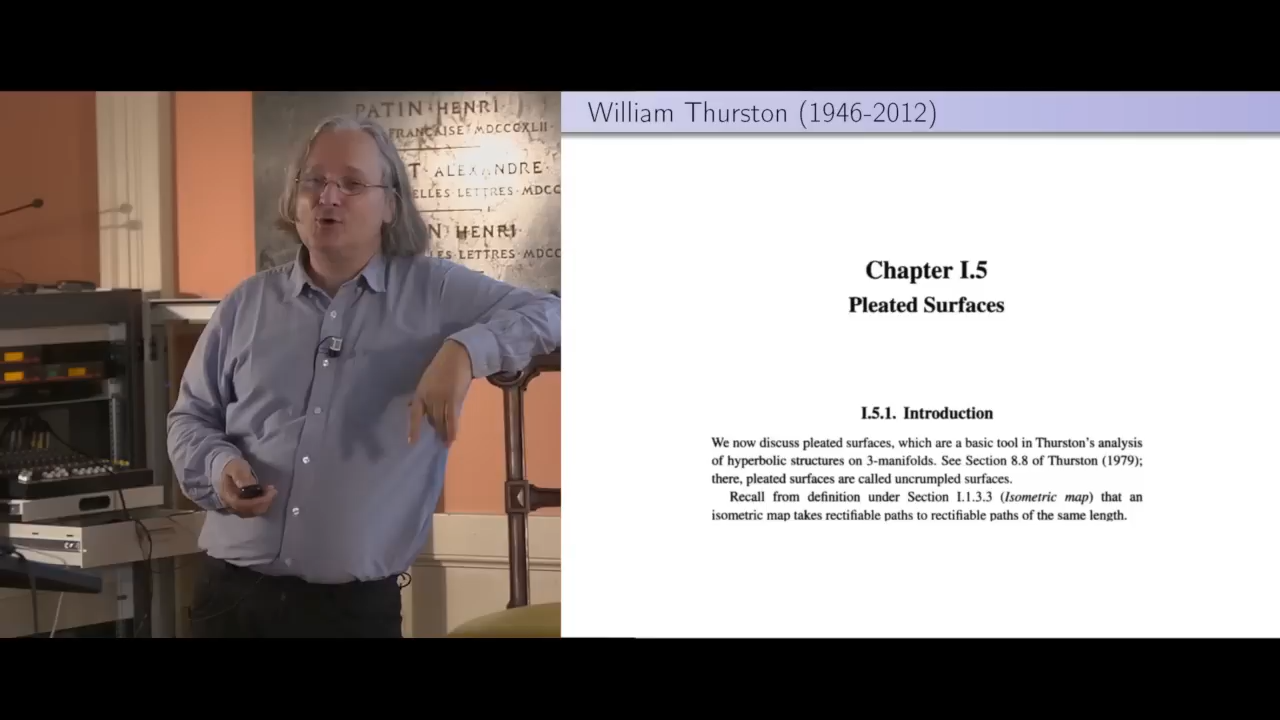 PATIN·HENRI·
FRANÇAISE·MDCCCXLII·
ALEXANDRE·
ELLES·LETTRES·MDCC
N·HENRI·
LES·LETTRES·MDCC
William Thurston (1946-2012)
Chapter I.5
Pleated Surfaces
I.5.1. Introduction
We now discuss pleated surfaces, which are a basic tool in Thurston's analysis
of hyperbolic structures on 3-manifolds. See Section 8.8 of Thurston (1979);
there, pleated surfaces are called uncrumpled surfaces.
Recall from definition under Section I.1.3.3 (Isometric map) that an
isometric map takes rectifiable paths to rectifiable paths of the same length.